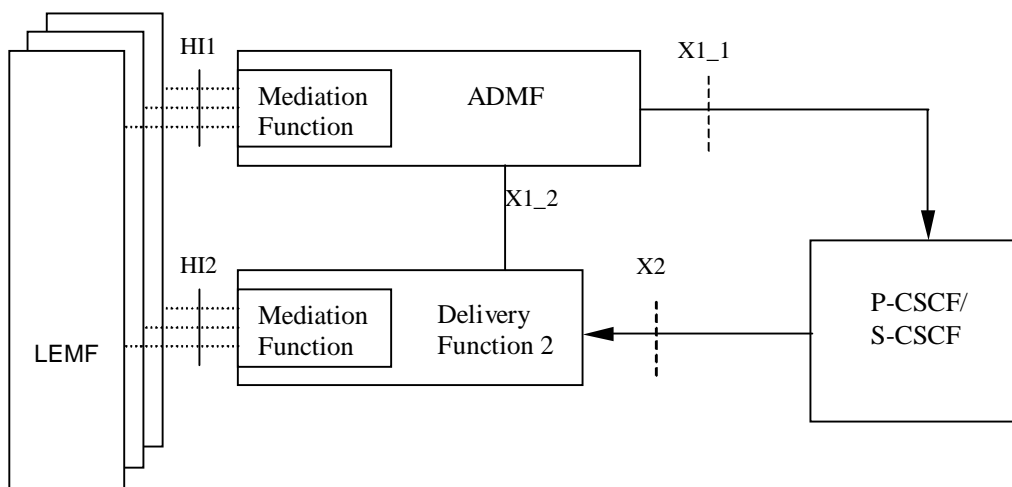 HI1
X1_1
Mediation
Function
ADMF
X1_2
HI2
X2
Mediation
Function
Delivery
Function 2
P-CSCF/
S-CSCF
LEMF